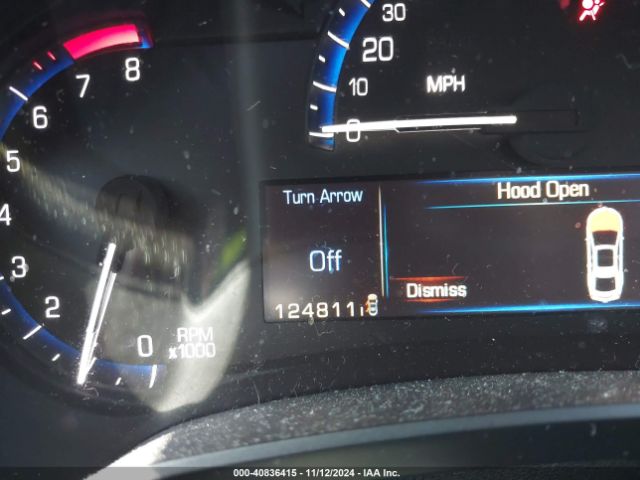 30
20
10
0
MPH
8
7
6
5
4
3
2
0
RPM
x1000
Turn Arrow
Off
124811
Hood Open
Dismiss
000-40836415 - 11/12/2024 - IAA Inc.